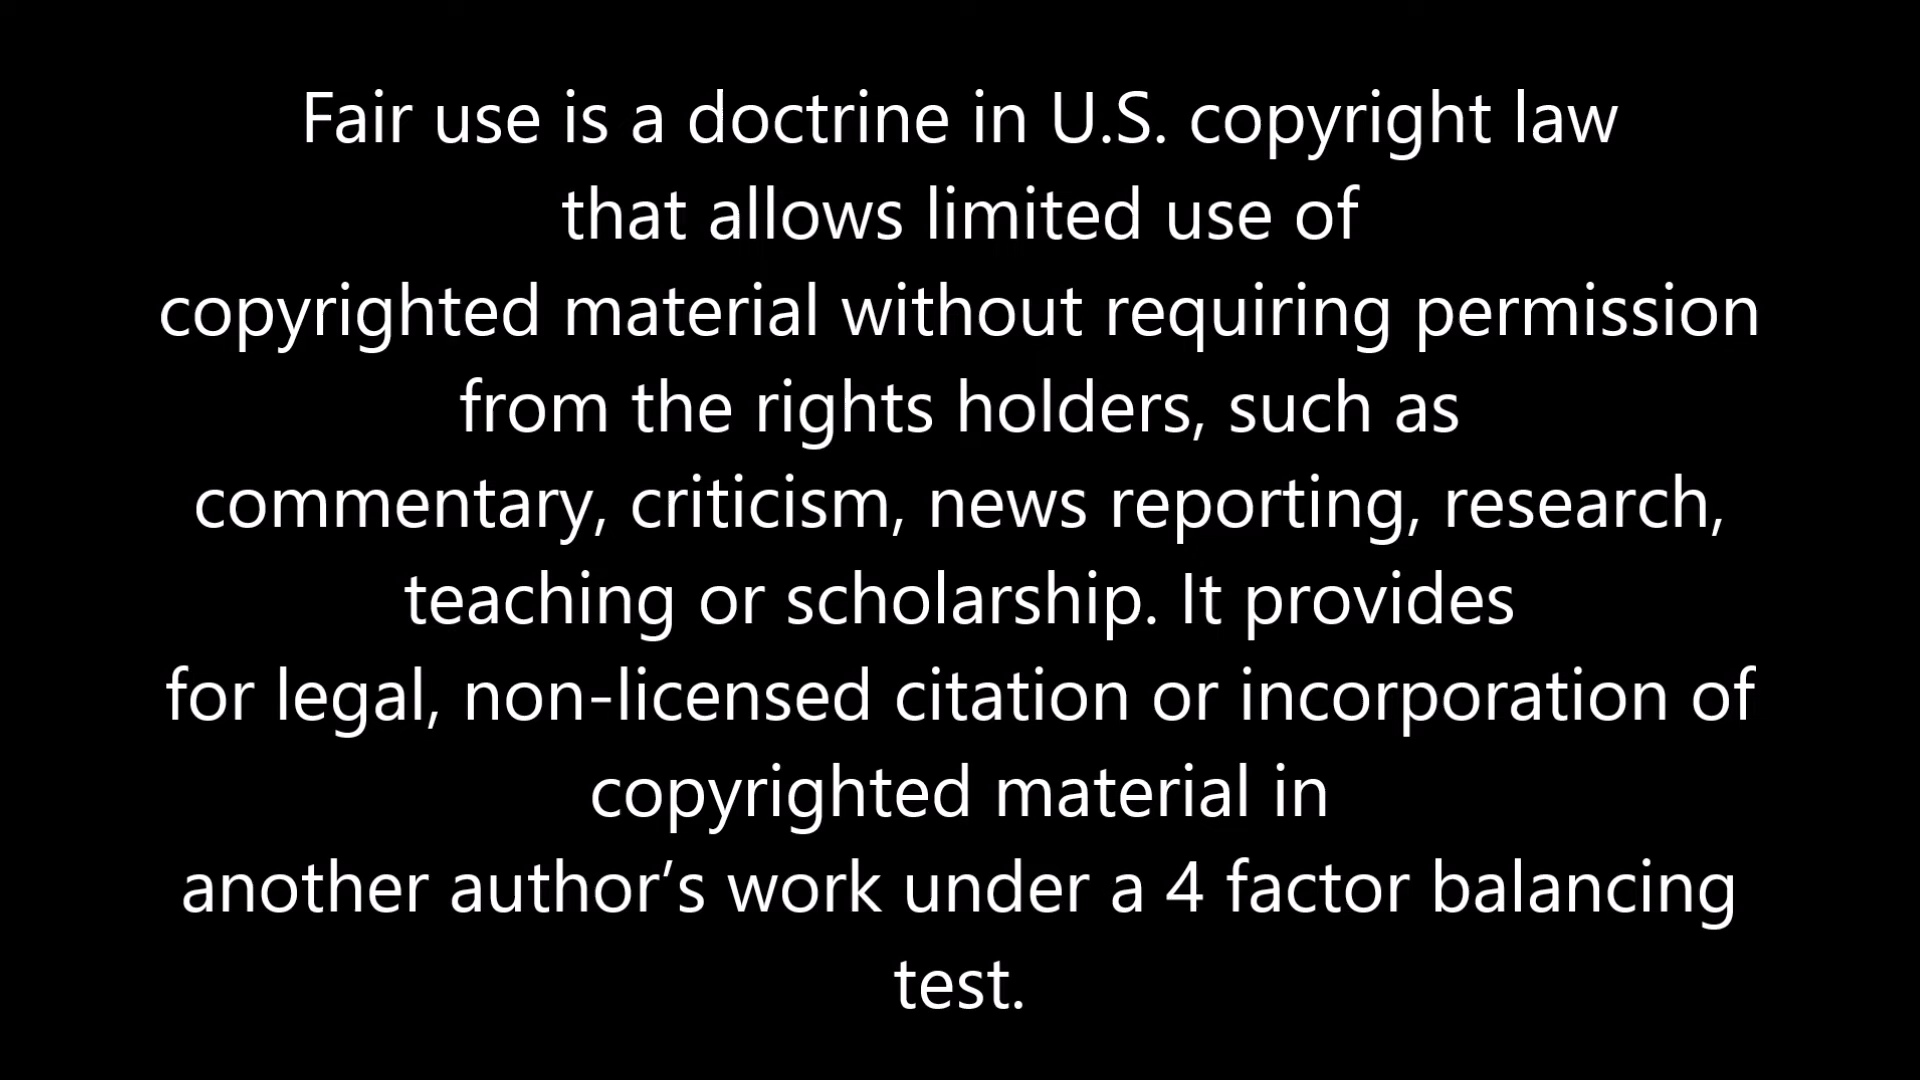 Fair use is a doctrine in U.S. copyright law
that allows limited use of
copyrighted material without requiring permission
from the rights holders, such as
commentary, criticism, news reporting, research,
teaching or scholarship. It provides
for legal, non-licensed citation or incorporation of
copyrighted material in
another author’s work under a 4 factor balancing
test.